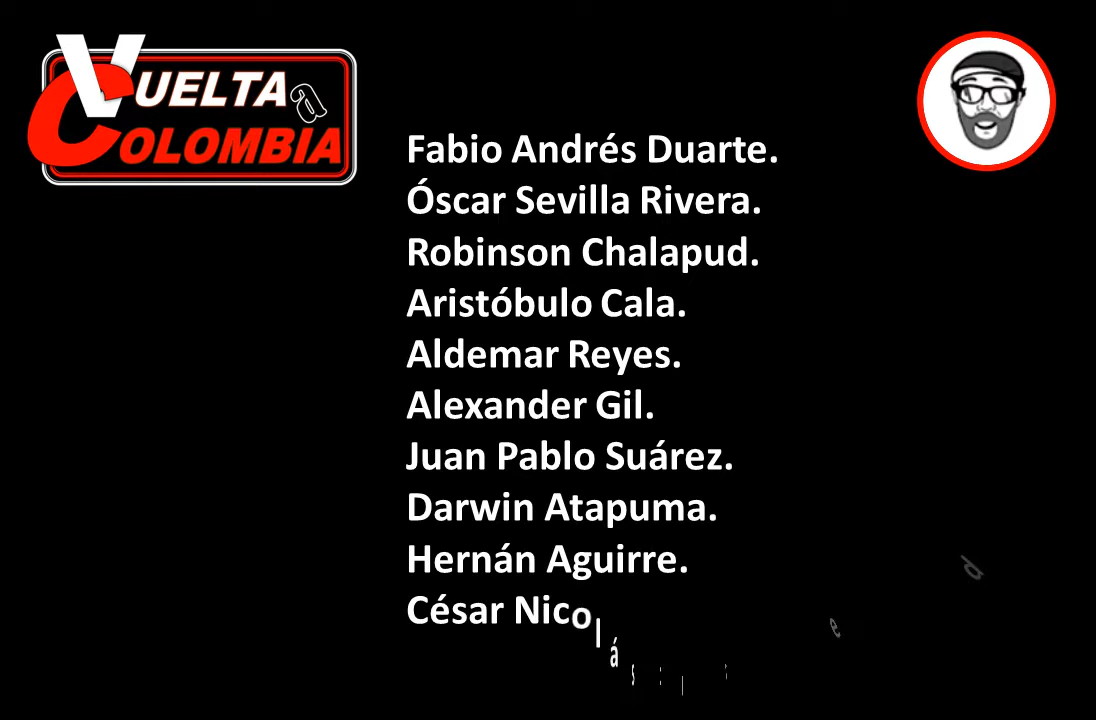 VUELTA a
COLOMBIA
Fabio Andrés Duarte.
Óscar Sevilla Rivera.
Robinson Chalapud.
Aristóbulo Cala.
Aldemar Reyes.
Alexander Gil.
Juan Pablo Suárez.
Darwin Atapuma.
Hernán Aguirre.
César Nicolás